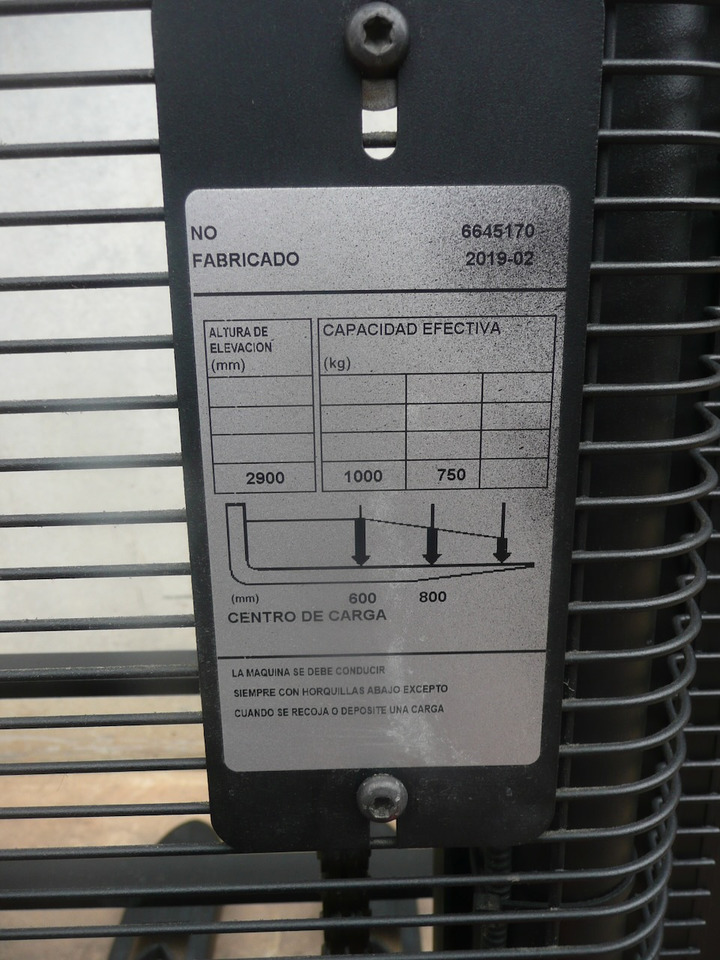 NO 6645170
FABRICADO 2019-02
ALTURA DE
ELEVACION
(mm)
CAPACIDAD EFECTIVA
(kg)
2900 1000 750
(mm) 600 800
CENTRO DE CARGA
LA MAQUINA SE DEBE CONDUCIR
SIEMPRE CON HORQUILLAS ABAJO EXCEPTO
CUANDO SE RECOJA O DEPOSITE UNA CARGA